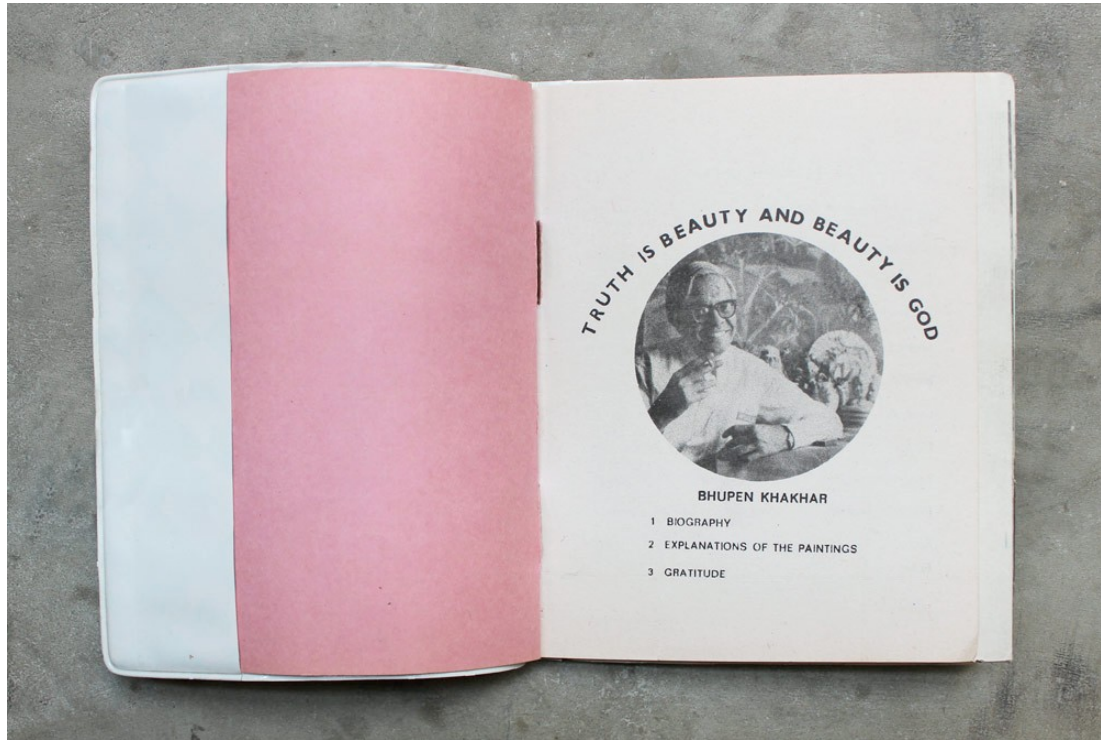 TRUTH IS BEAUTY AND BEAUTY IS GOD
BHUPEN KHAKHAR
1 BIOGRAPHY
2 EXPLANATIONS OF THE PAINTINGS
3 GRATITUDE